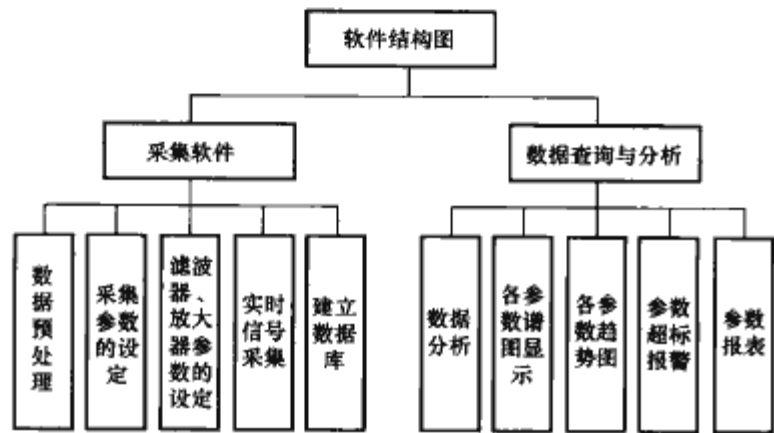 软件结构图
采集软件
数据查询与分析
数
据
预
处
理
采集
参数
的设
定
滤波
器、
放大
器参
数的
设定
实时
信号
采集
建立
数据
库
数据
分析
各参
数谱
图显
示
各参
数趋
势图
参数
超标
报警
参数
报表